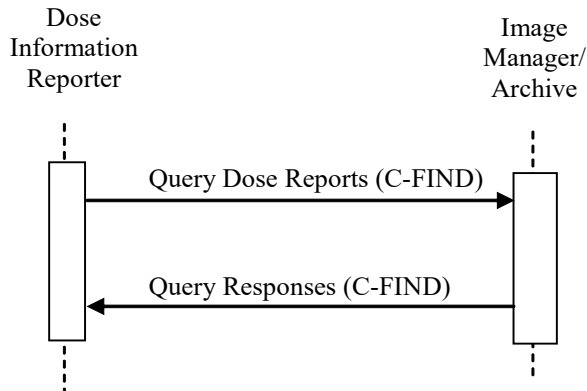 Dose
Information
Reporter
Image
Manager/
Archive
Query Dose Reports (C-FIND)
Query Responses (C-FIND)